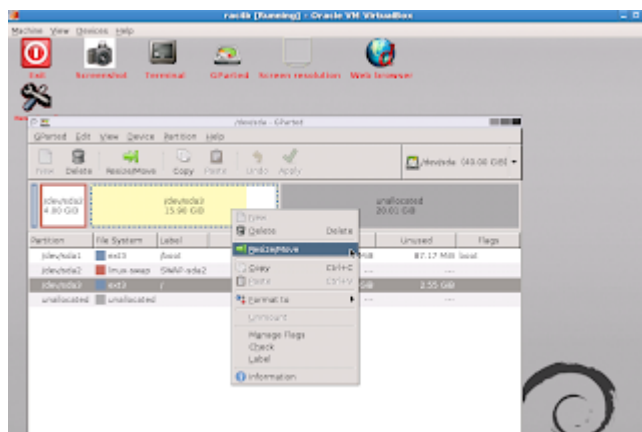 rac11b [Running] - Oracle VM VirtualBox
Machine View Devices Help
Exit Screenshot Terminal GParted Screen resolution Web browser
/dev/sda - GParted
GParted Edit View Device Partition Help
New Delete Resize/Move Copy Paste Undo Apply /dev/sda (40.00 GiB)
/dev/sda2 /dev/sda3 unallocated
4.00 GiB 15.90 GiB 20.01 GiB
New
Delete Delete
Resize/Move
Copy Ctrl+C
Paste Ctrl+V
Format to
Unmount
Manage Flags
Check
Label
Information
Partition File System Label Unused Flags
/dev/sda1 ext3 /boot 87.17 MiB boot
/dev/sda2 linux-swap SWAP-sda2 --- ---
/dev/sda3 ext3 / GiB 2.55 GiB
unallocated unallocated --- ---